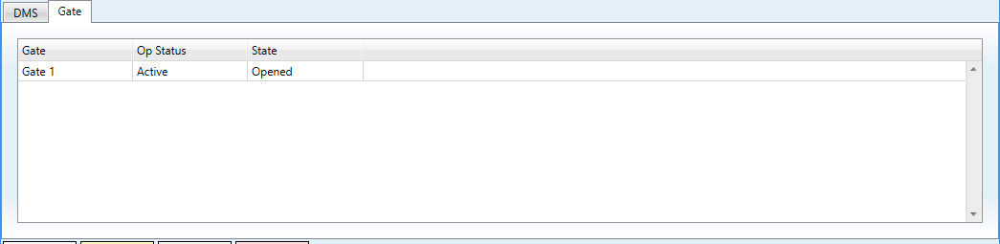 DMS Gate
Gate Op Status State
Gate 1 Active Opened